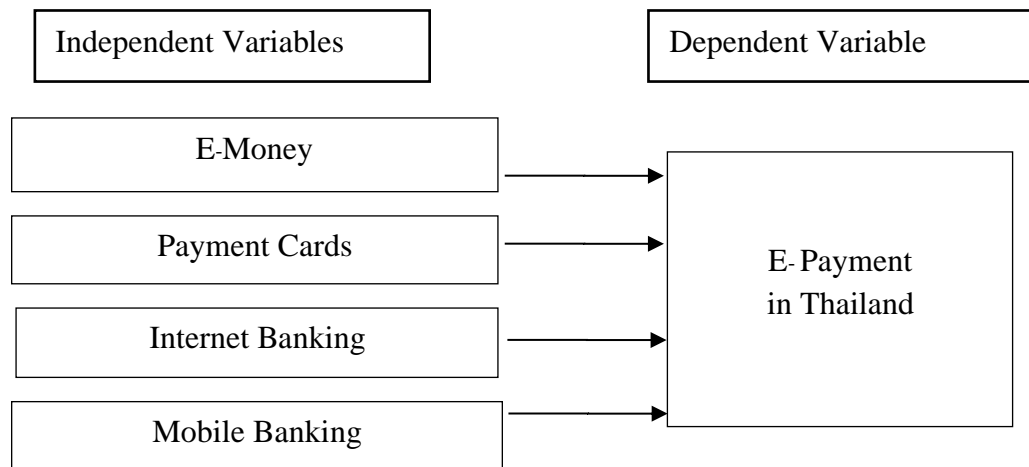 Independent Variables
Dependent Variable
E-Money
Payment Cards
Internet Banking
Mobile Banking
E- Payment
in Thailand